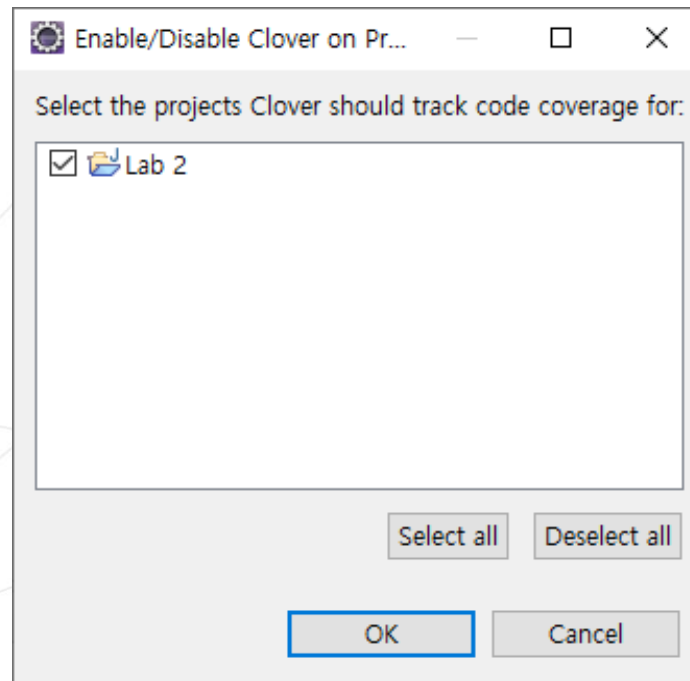 Enable/Disable Clover on Pr...
Select the projects Clover should track code coverage for:
Lab 2
Select all
Deselect all
OK
Cancel